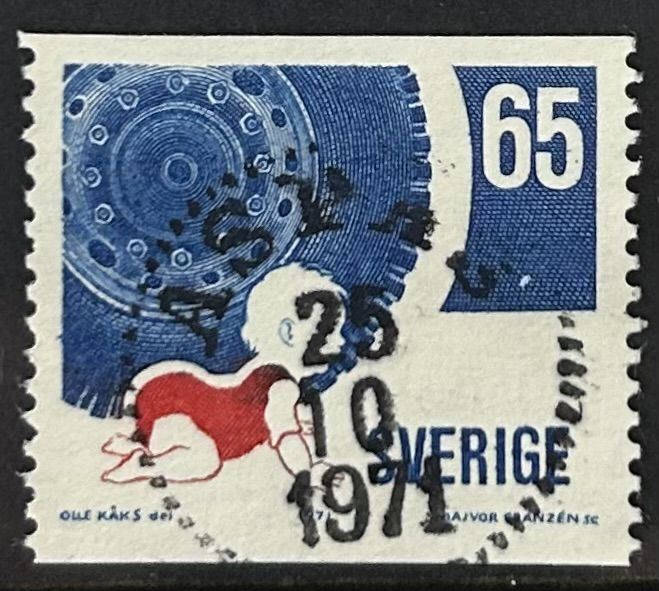 65
25
10
SVERIGE
1971
OLLE KÅKS del 1971 MAJVOR FRANZÉN sc